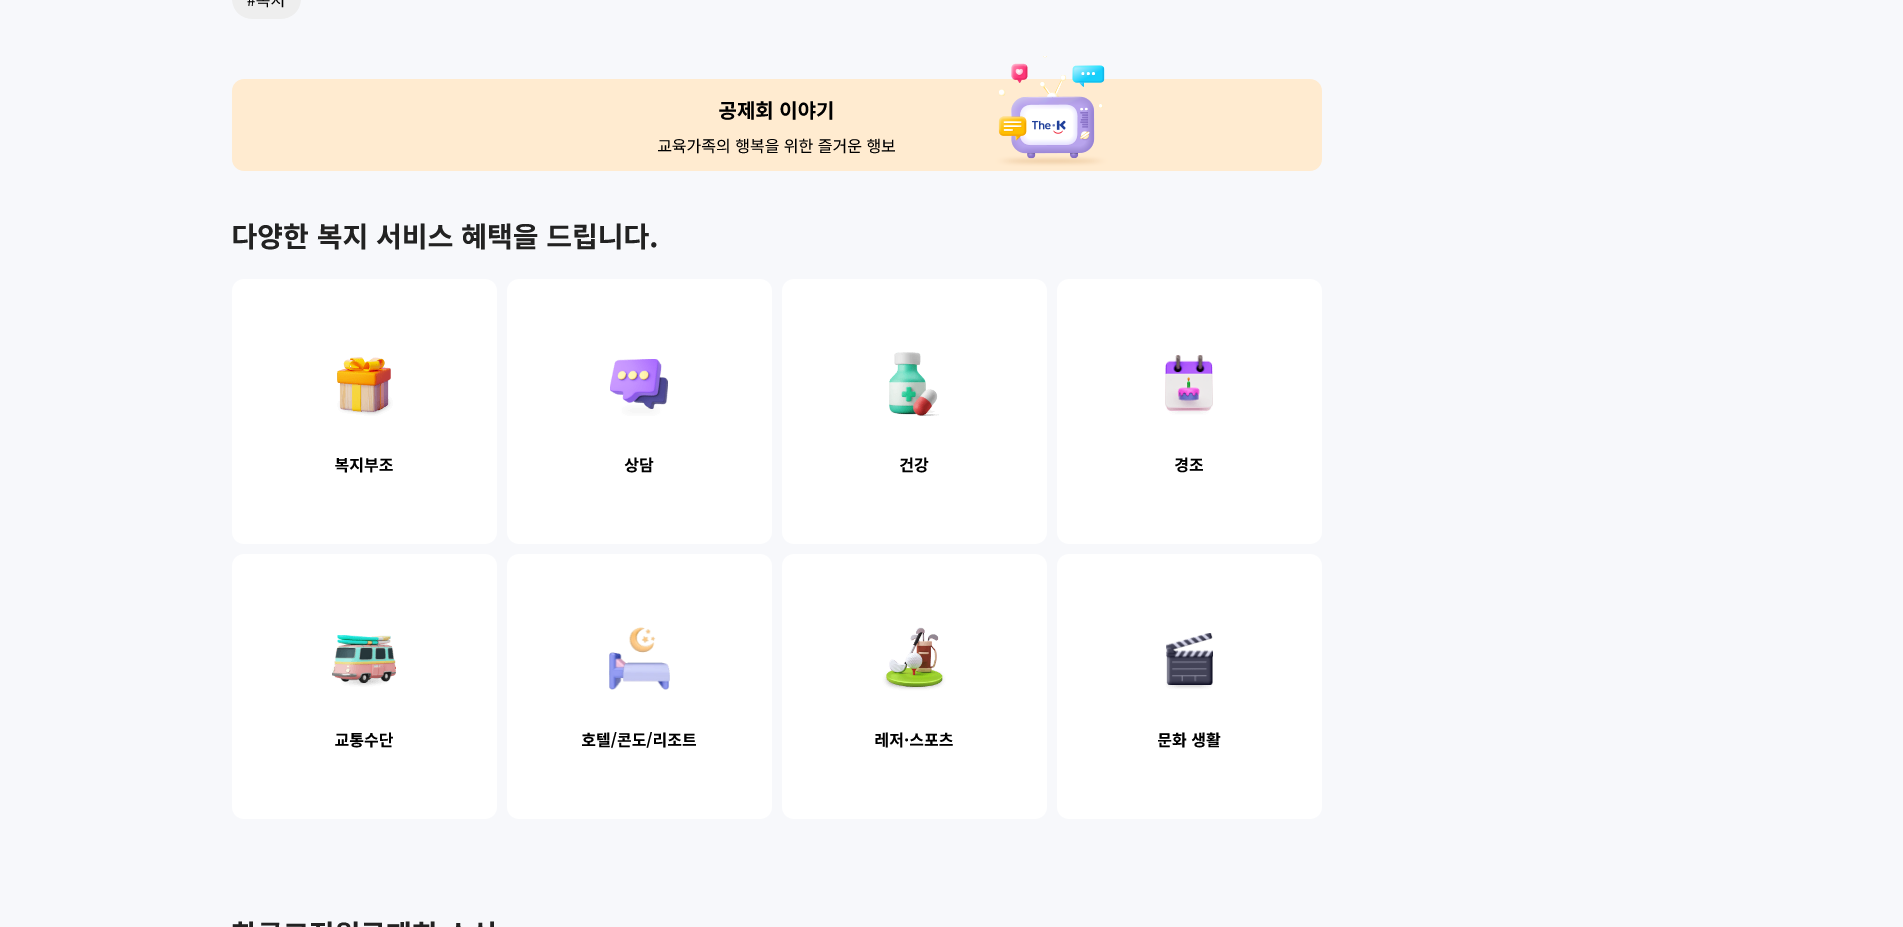 공제회 이야기
교육가족의 행복을 위한 즐거운 행보
The·K
다양한 복지 서비스 혜택을 드립니다.
복지부조
상담
건강
경조
교통수단
호텔/콘도/리조트
레저·스포츠
문화 생활